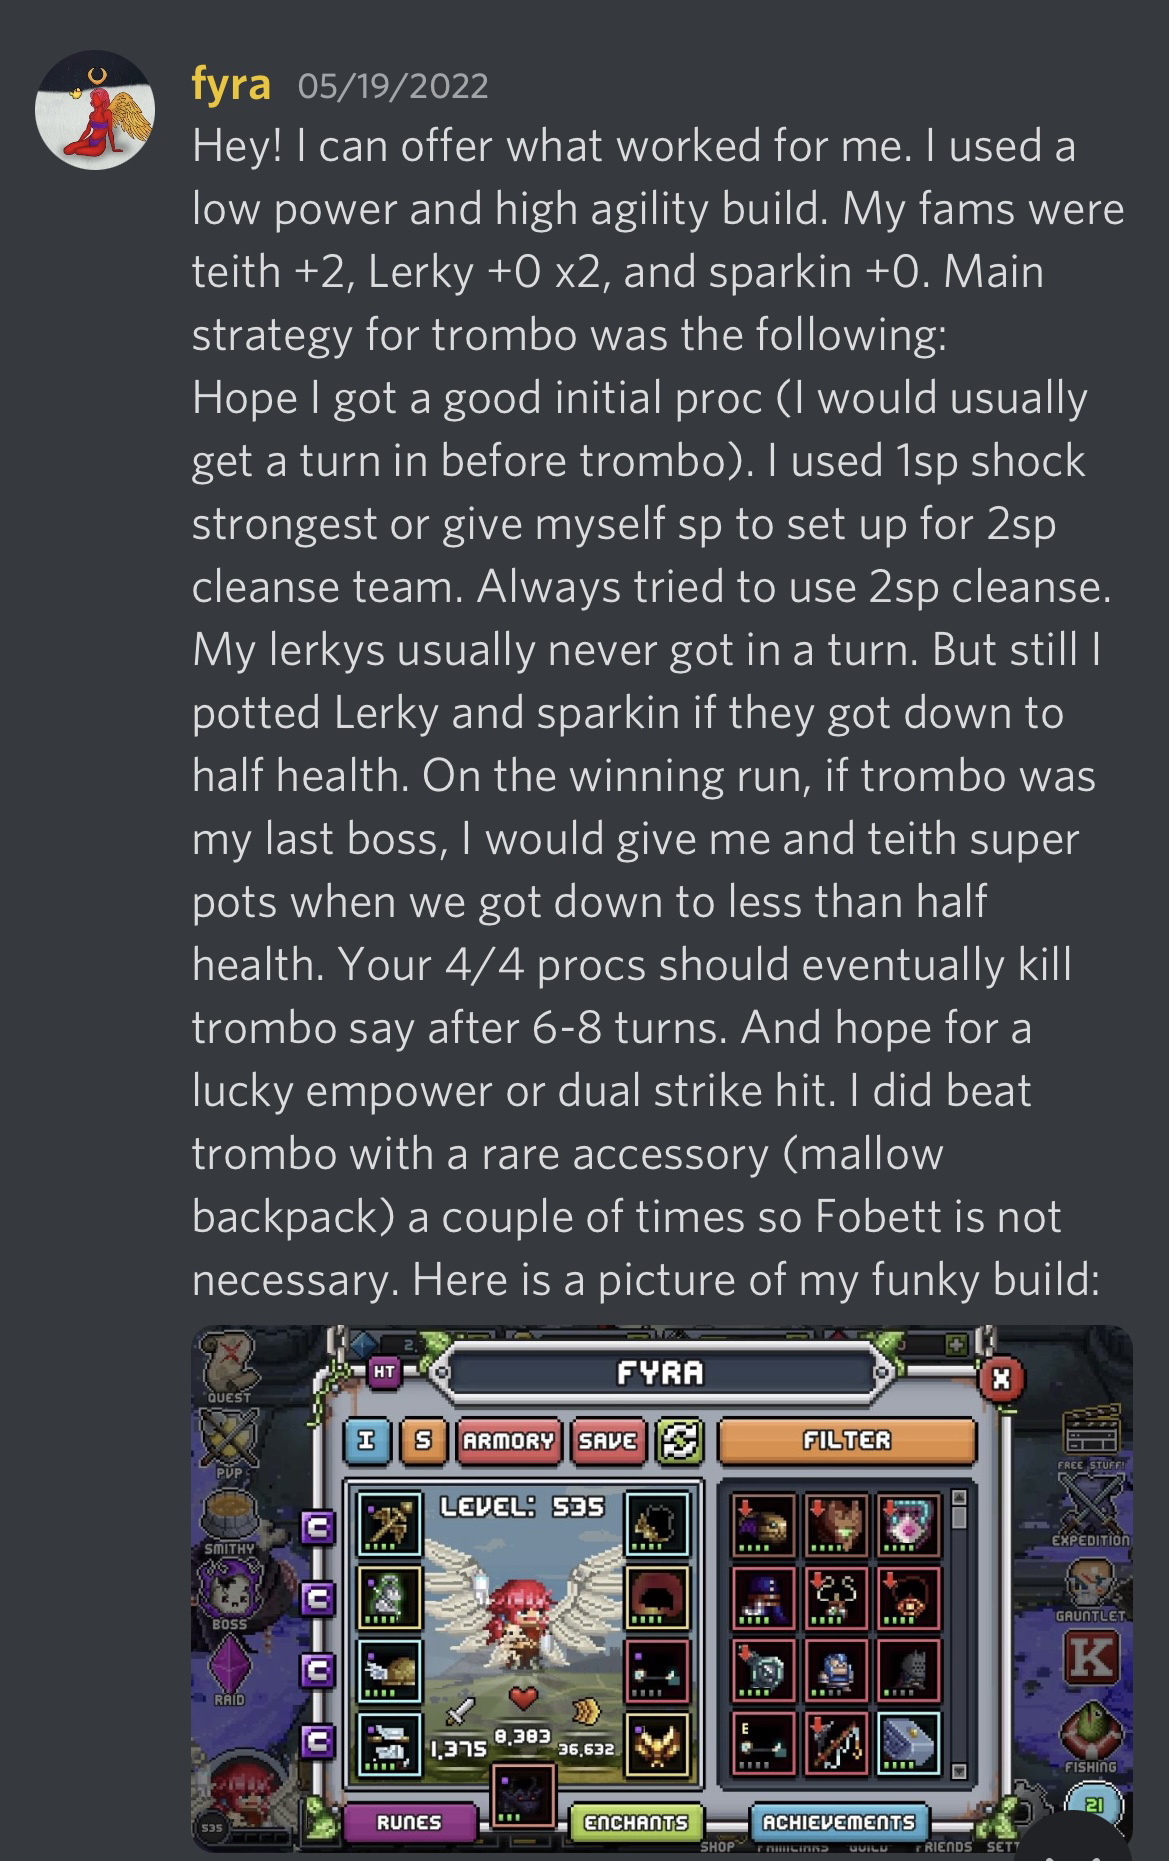 fyra 05/19/2022
Hey! I can offer what worked for me. I used a
low power and high agility build. My fams were
teith +2, Lerky +0 x2, and sparkin +0. Main
strategy for trombo was the following:
Hope I got a good initial proc (I would usually
get a turn in before trombo). I used 1sp shock
strongest or give myself sp to set up for 2sp
cleanse team. Always tried to use 2sp cleanse.
My lerkys usually never got in a turn. But still I
potted Lerky and sparkin if they got down to
half health. On the winning run, if trombo was
my last boss, I would give me and teith super
pots when we got down to less than half
health. Your 4/4 procs should eventually kill
trombo say after 6-8 turns. And hope for a
lucky empower or dual strike hit. I did beat
trombo with a rare accessory (mallow
backpack) a couple of times so Fobett is not
necessary. Here is a picture of my funky build:
HT
FYRA
X
QUEST
I
S
ARMORY
SAVE
FILTER
FREE STUFF!
PVP
LEVEL: 535
C
SMITHY
EXPEDITION
C
BOSS
GAUNTLET
C
K
RAID
C
E
1,375
8,383
36,632
FISHING
535
21
RUNES
ENCHANTS
ACHIEVEMENTS
SHOP
FAMILIARS
GUILD
FRIENDS
SETT